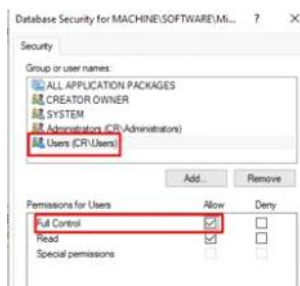 Database Security for MACHINE\SOFTWARE\Mi... ? ×
Security
Group or user names:
ALL APPLICATION PACKAGES
CREATOR OWNER
SYSTEM
Administrators (CR\Administrators)
Users (CR\Users)
Add... Remove
Permissions for Users Allow Deny
Full Control
Read
Special permissions